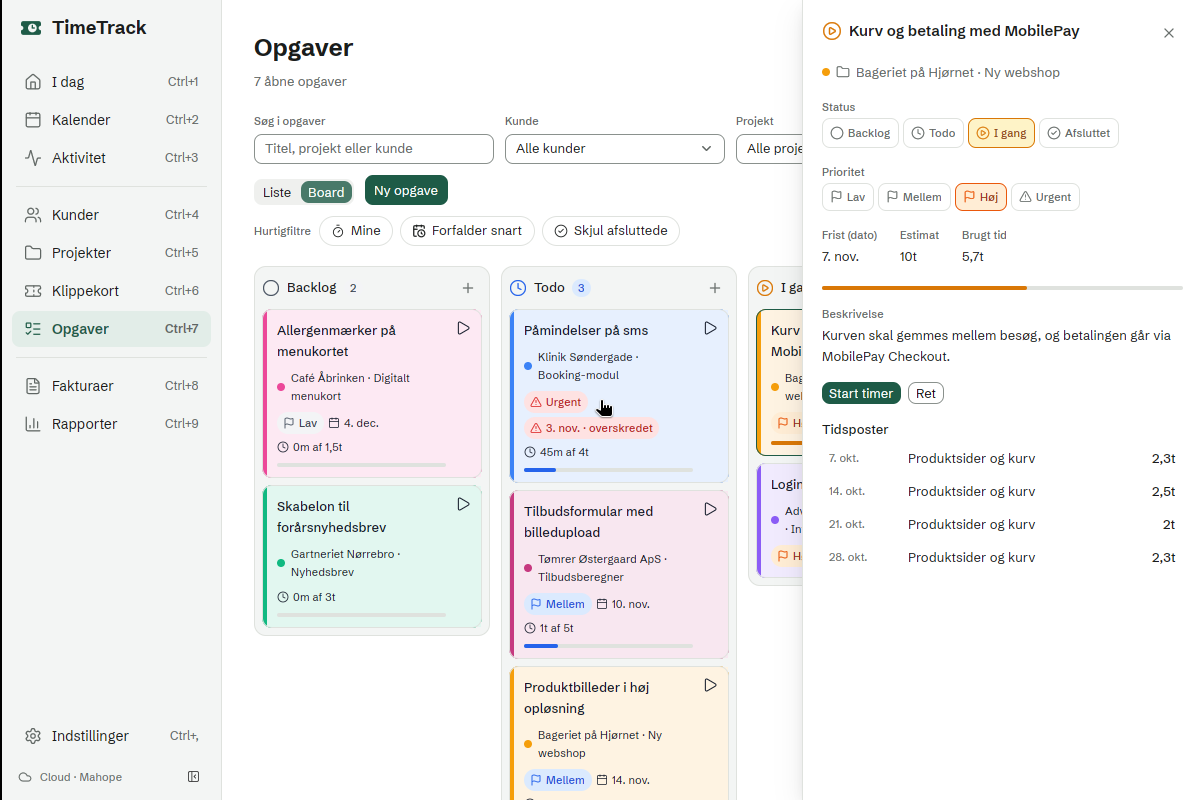 TimeTrack
I dag Ctrl+1
Kalender Ctrl+2
Aktivitet Ctrl+3
Kunder Ctrl+4
Projekter Ctrl+5
Klippekort Ctrl+6
Opgaver Ctrl+7
Fakturaer Ctrl+8
Rapporter Ctrl+9
Indstillinger Ctrl+,
Cloud · Mahope
Opgaver
7 åbne opgaver
Søg i opgaver
Titel, projekt eller kunde
Kunde
Alle kunder
Projekt
Alle proje
Liste Board Ny opgave
Hurtigfiltre Mine Forfalder snart Skjul afsluttede
Backlog 2
Allergenmærker på
menukortet
Café Åbrinken · Digitalt
menukort
Lav 4. dec.
0m af 1,5t
Skabelon til
forårsnyhedsbrev
Gartneriet Nørrebro ·
Nyhedsbrev
0m af 3t
Todo 3
Påmindelser på sms
Klinik Søndergade ·
Booking-modul
Urgent
3. nov. · overskredet
45m af 4t
Tilbudsformular med
billedupload
Tømrer Østergaard ApS ·
Tilbudsberegner
Mellem 10. nov.
1t af 5t
Produktbilleder i høj
opløsning
Bageriet på Hjørnet · Ny
webshop
Mellem 14. nov.
I ga
Kurv
Mobi
Bag
web
H
Login
Adv
· In
H
Kurv og betaling med MobilePay
Bageriet på Hjørnet · Ny webshop
Status
Backlog Todo I gang Afsluttet
Prioritet
Lav Mellem Høj Urgent
Frist (dato) Estimat Brugt tid
7. nov. 10t 5,7t
Beskrivelse
Kurven skal gemmes mellem besøg, og betalingen går via
MobilePay Checkout.
Start timer Ret
Tidsposter
7. okt. Produktsider og kurv 2,3t
14. okt. Produktsider og kurv 2,5t
21. okt. Produktsider og kurv 2t
28. okt. Produktsider og kurv 2,3t